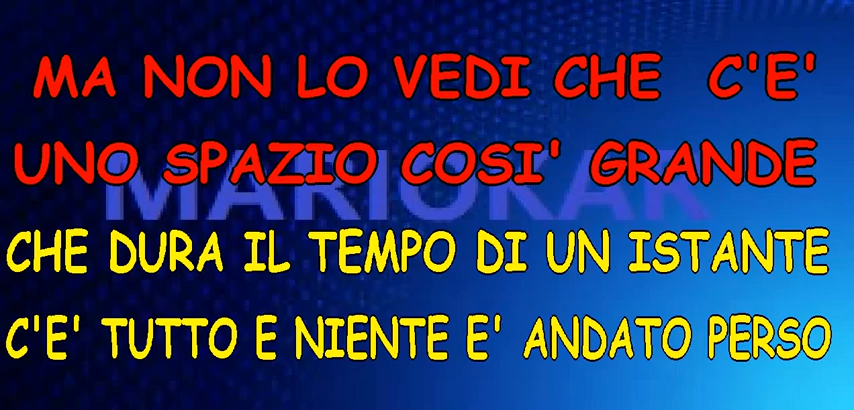 MA NON LO VEDI CHE C'E'
UNO SPAZIO COSI' GRANDE
MARIOKAR
CHE DURA IL TEMPO DI UN ISTANTE
C'E' TUTTO E NIENTE E' ANDATO PERSO